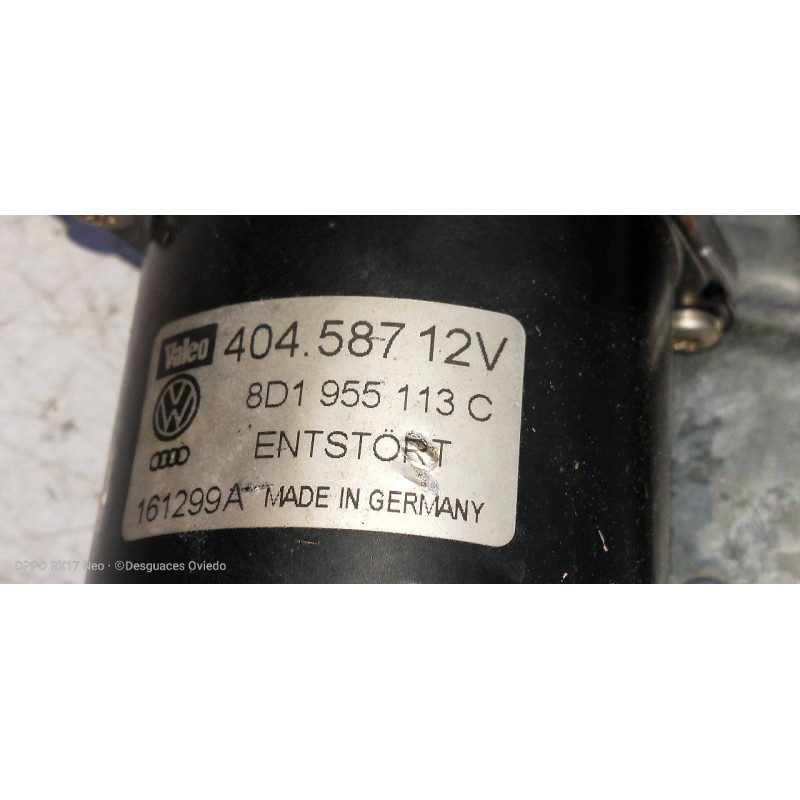 Valeo 404.587 12V
8D1 955 113 C
ENTSTÖRT
161299A MADE IN GERMANY
OPPO RX17 Neo · ©Desguaces Oviedo